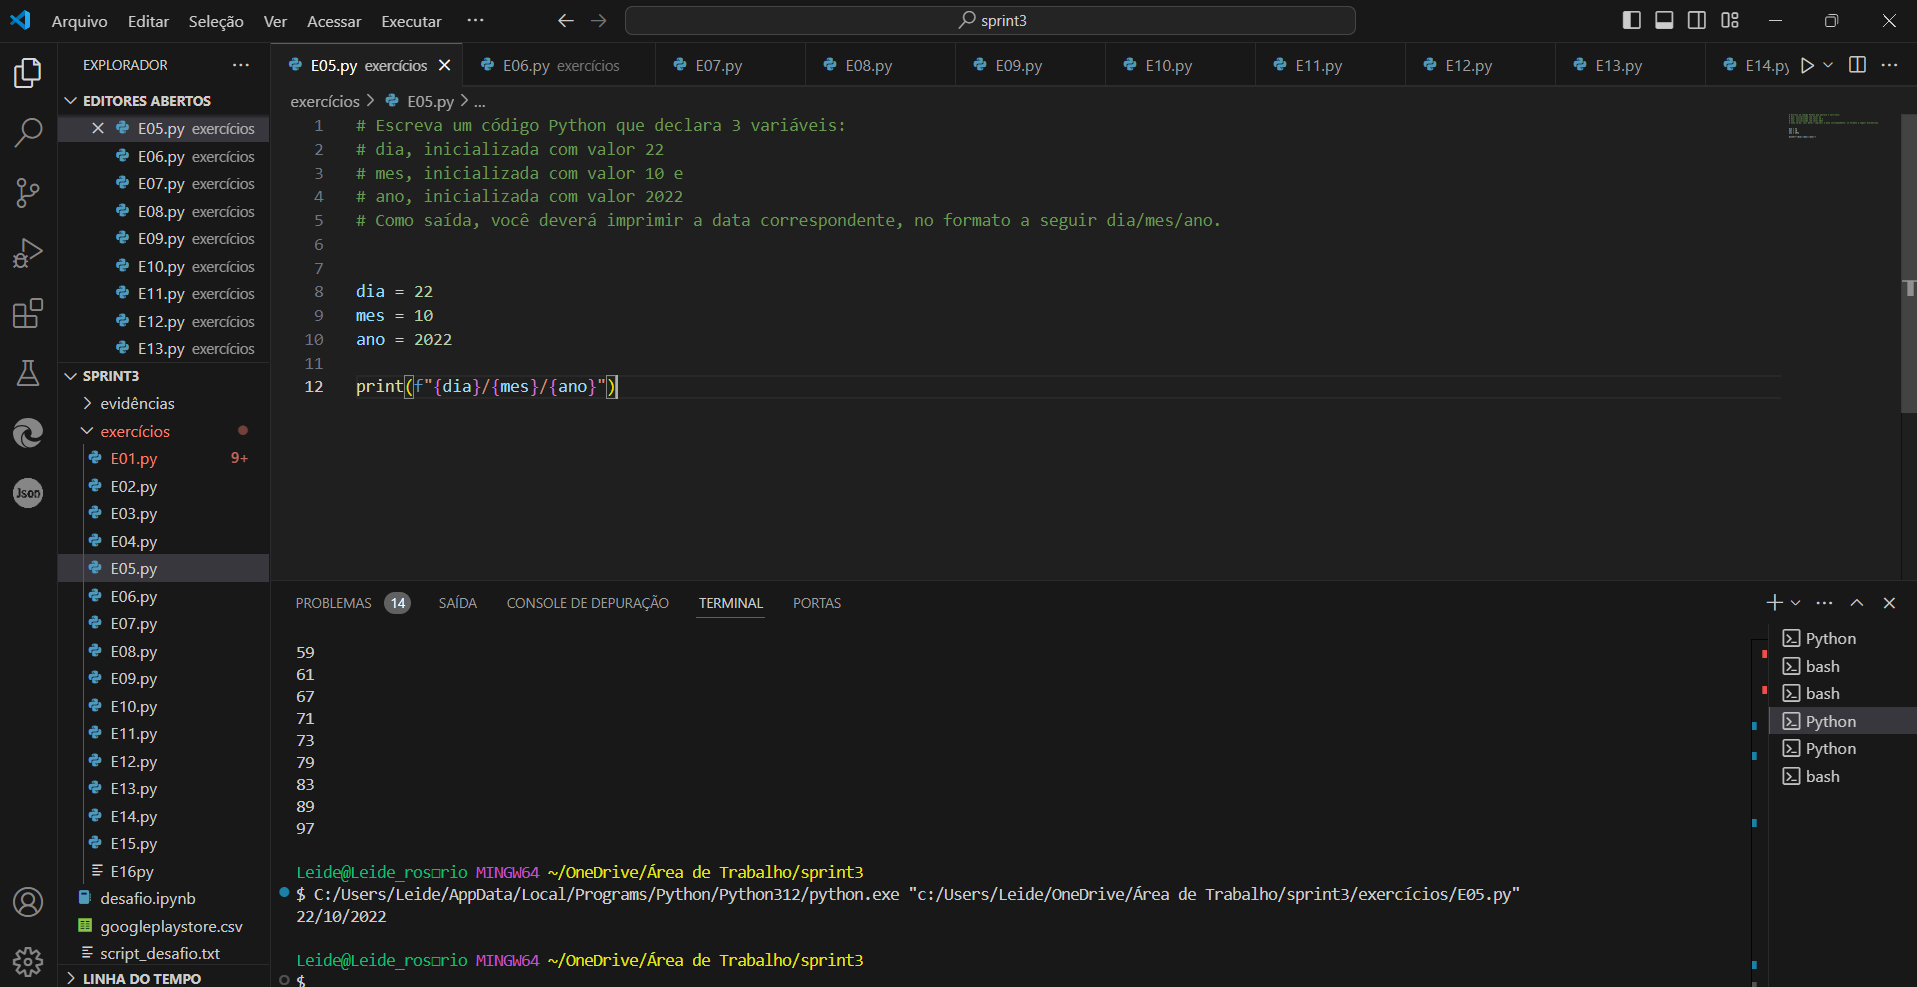 Arquivo Editar Seleção Ver Acessar Executar ··· sprint3
EXPLORADOR ···
EDITORES ABERTOS
E05.py exercícios
E06.py exercícios
E07.py exercícios
E08.py exercícios
E09.py exercícios
E10.py exercícios
E11.py exercícios
E12.py exercícios
E13.py exercícios
SPRINT3
evidências
exercícios
E01.py 9+
E02.py
E03.py
E04.py
E05.py
E06.py
E07.py
E08.py
E09.py
E10.py
E11.py
E12.py
E13.py
E14.py
E15.py
E16py
desafio.ipynb
googleplaystore.csv
script_desafio.txt
LINHA DO TEMPO
Json
E05.py exercícios E06.py exercícios E07.py E08.py E09.py E10.py E11.py E12.py E13.py E14.py
exercícios > E05.py > ...
1 # Escreva um código Python que declara 3 variáveis:
2 # dia, inicializada com valor 22
3 # mes, inicializada com valor 10 e
4 # ano, inicializada com valor 2022
5 # Como saída, você deverá imprimir a data correspondente, no formato a seguir dia/mes/ano.
6
7
8 dia = 22
9 mes = 10
10 ano = 2022
11
12 print(f"{dia}/{mes}/{ano}")
PROBLEMAS 14 SAÍDA CONSOLE DE DEPURAÇÃO TERMINAL PORTAS
59
61
67
71
73
79
83
89
97
Leide@Leide_ros□rio MINGW64 ~/OneDrive/Área de Trabalho/sprint3
$ C:/Users/Leide/AppData/Local/Programs/Python/Python312/python.exe "c:/Users/Leide/OneDrive/Área de Trabalho/sprint3/exercícios/E05.py"
22/10/2022
Leide@Leide_ros□rio MINGW64 ~/OneDrive/Área de Trabalho/sprint3
$
Python
bash
bash
Python
Python
bash